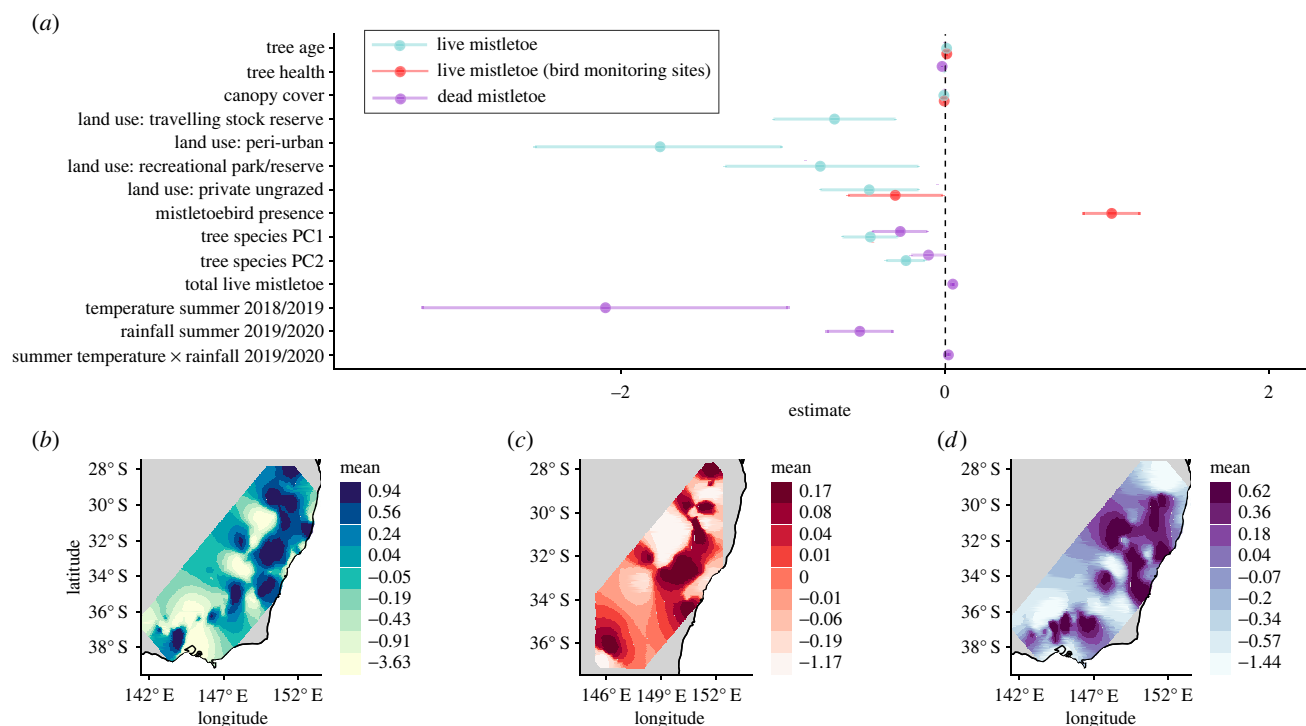 (a)
live mistletoe
live mistletoe (bird monitoring sites)
dead mistletoe
tree age
tree health
canopy cover
land use: travelling stock reserve
land use: peri-urban
land use: recreational park/reserve
land use: private ungrazed
mistletoebird presence
tree species PC1
tree species PC2
total live mistletoe
temperature summer 2018/2019
rainfall summer 2019/2020
summer temperature × rainfall 2019/2020
–2 0 2
estimate
(b)
mean
0.94
0.56
0.24
0.04
–0.05
–0.19
–0.43
–0.91
–3.63
28° S
30° S
32° S
34° S
36° S
38° S
latitude
142° E 147° E 152° E
longitude
(c)
mean
0.17
0.08
0.04
0.01
0
–0.01
–0.06
–0.19
–1.17
28° S
30° S
32° S
34° S
36° S
146° E 149° E 152° E
longitude
(d)
mean
0.62
0.36
0.18
0.04
–0.07
–0.2
–0.34
–0.57
–1.44
28° S
30° S
32° S
34° S
36° S
38° S
142° E 147° E 152° E
longitude